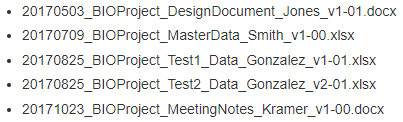 • 20170503_BIOProject_DesignDocument_Jones_v1-01.docx
• 20170709_BIOProject_MasterData_Smith_v1-00.xlsx
• 20170825_BIOProject_Test1_Data_Gonzalez_v1-01.xlsx
• 20170825_BIOProject_Test2_Data_Gonzalez_v2-01.xlsx
• 20171023_BIOProject_MeetingNotes_Kramer_v1-00.docx